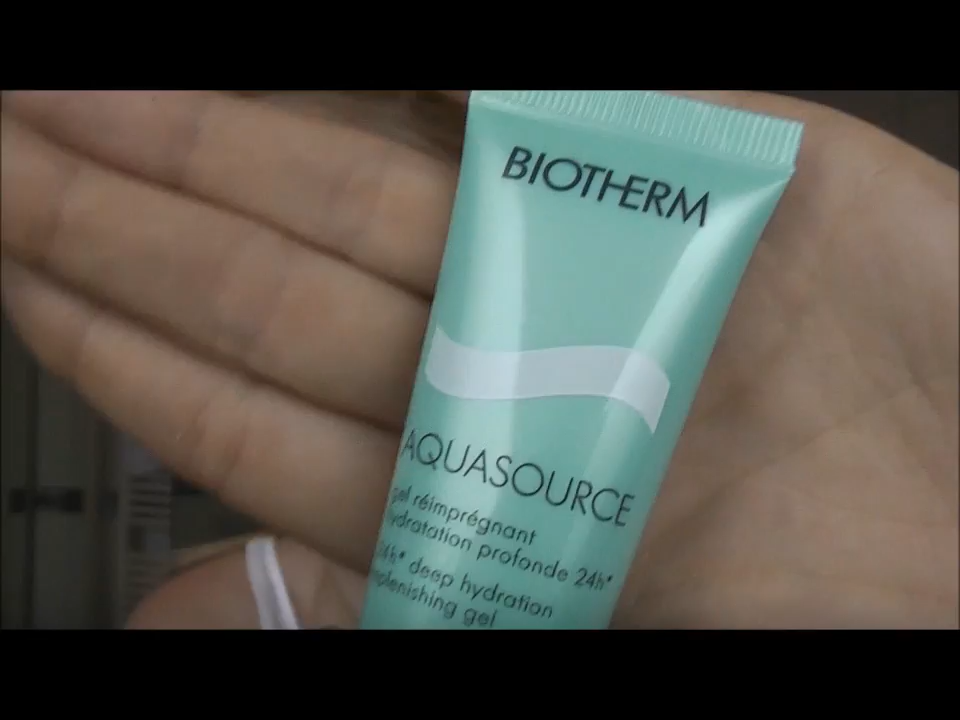 BIOTHERM
AQUASOURCE
gel réimprégnant
hydratation profonde 24h*
24h* deep hydration
replenishing gel